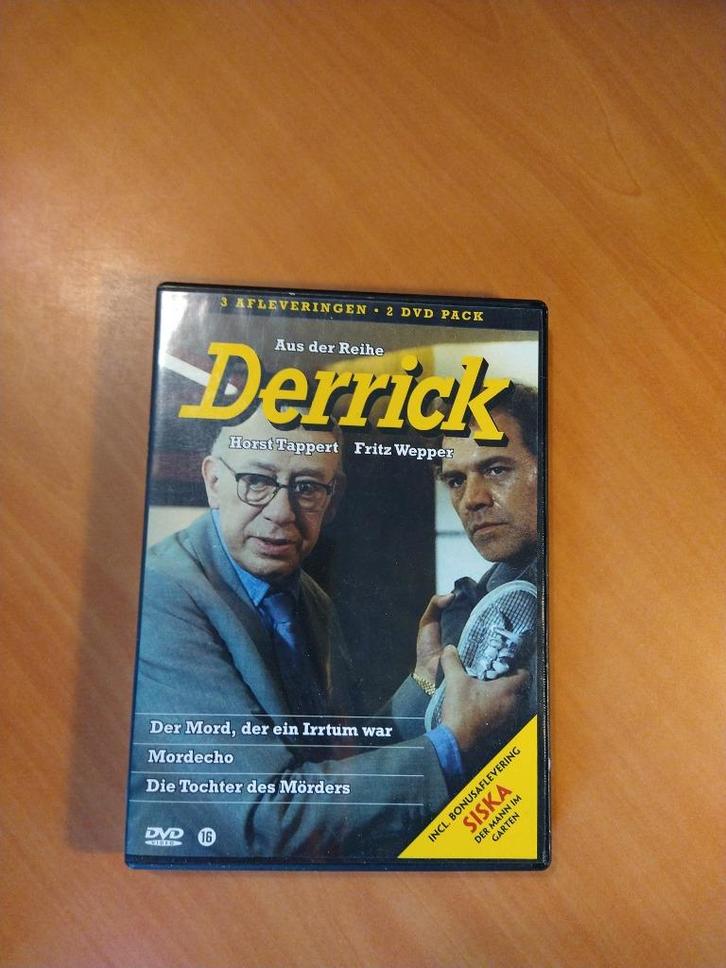 3 AFLEVERINGEN • 2 DVD PACK
Aus der Reihe
Derrick
Horst Tappert Fritz Wepper
Der Mord, der ein Irrtum war
Mordecho
Die Tochter des Mörders
DVD
VIDEO
16
INCL. BONUSAFLEVERING
SISKA
DER MANN IM
GARTEN